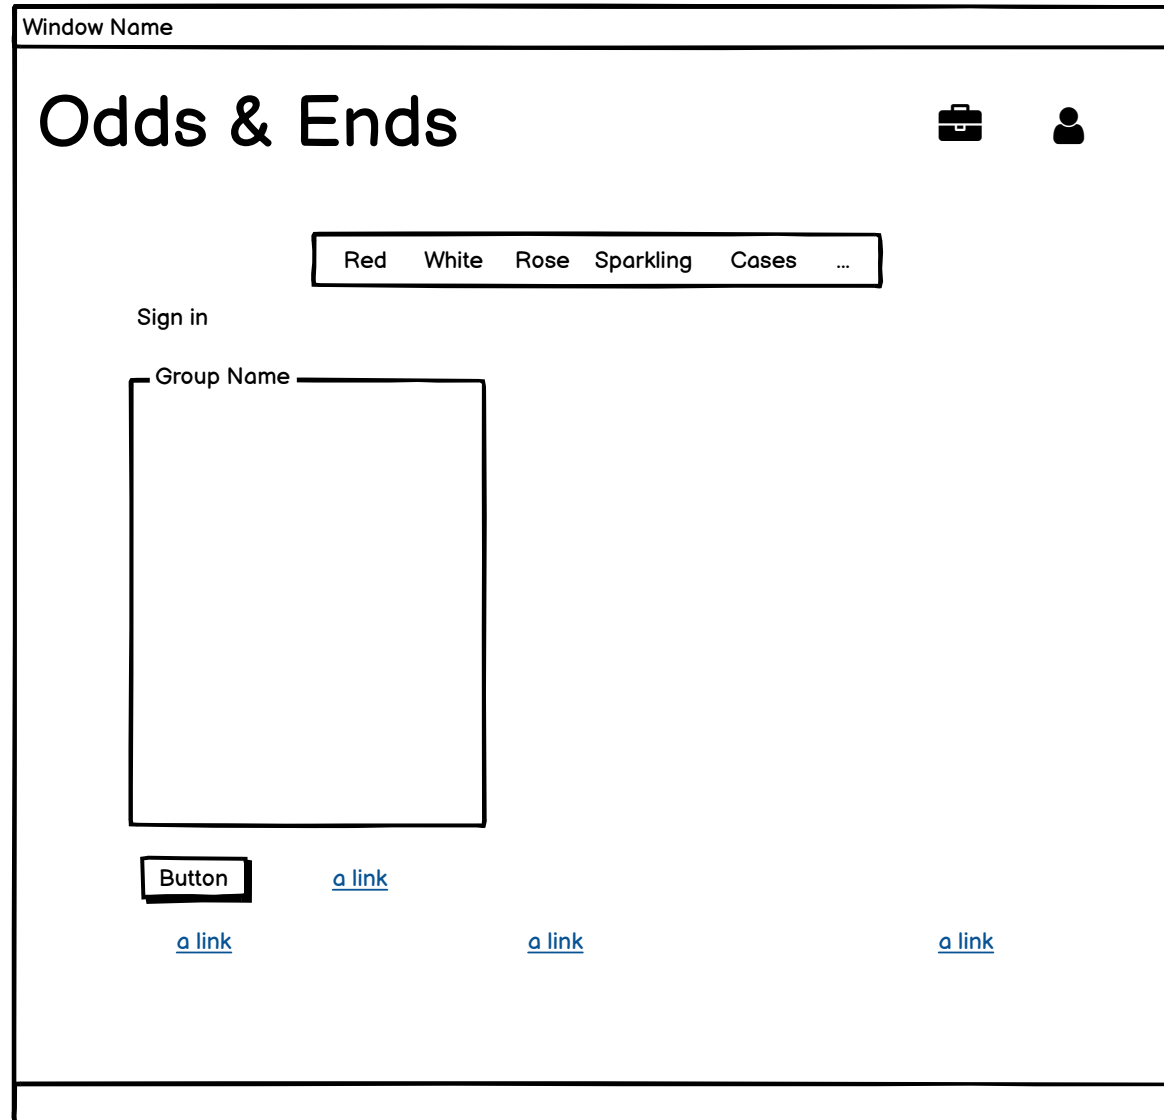 Window Name
Odds & Ends
Red White Rose Sparkling Cases ...
Sign in
Group Name
Button a link
a link a link a link